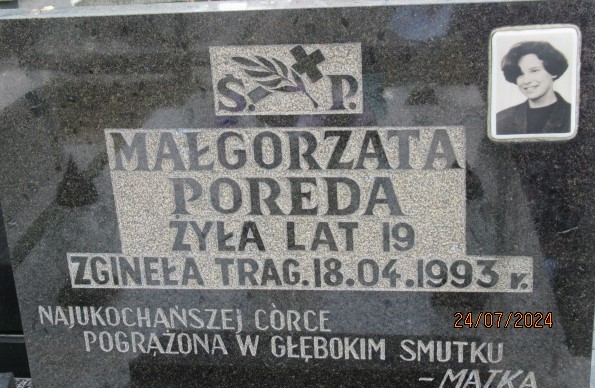 Ś. P.
MAŁGORZATA
POREDA
ŻYŁA LAT 19
ZGINEŁA TRAG. 18.04.1993 r.
NAJUKOCHAŃSZEJ CÒRCE
POGRĄŻONA W GŁĘBOKIM SMUTKU
– MATKA
24/07/2024